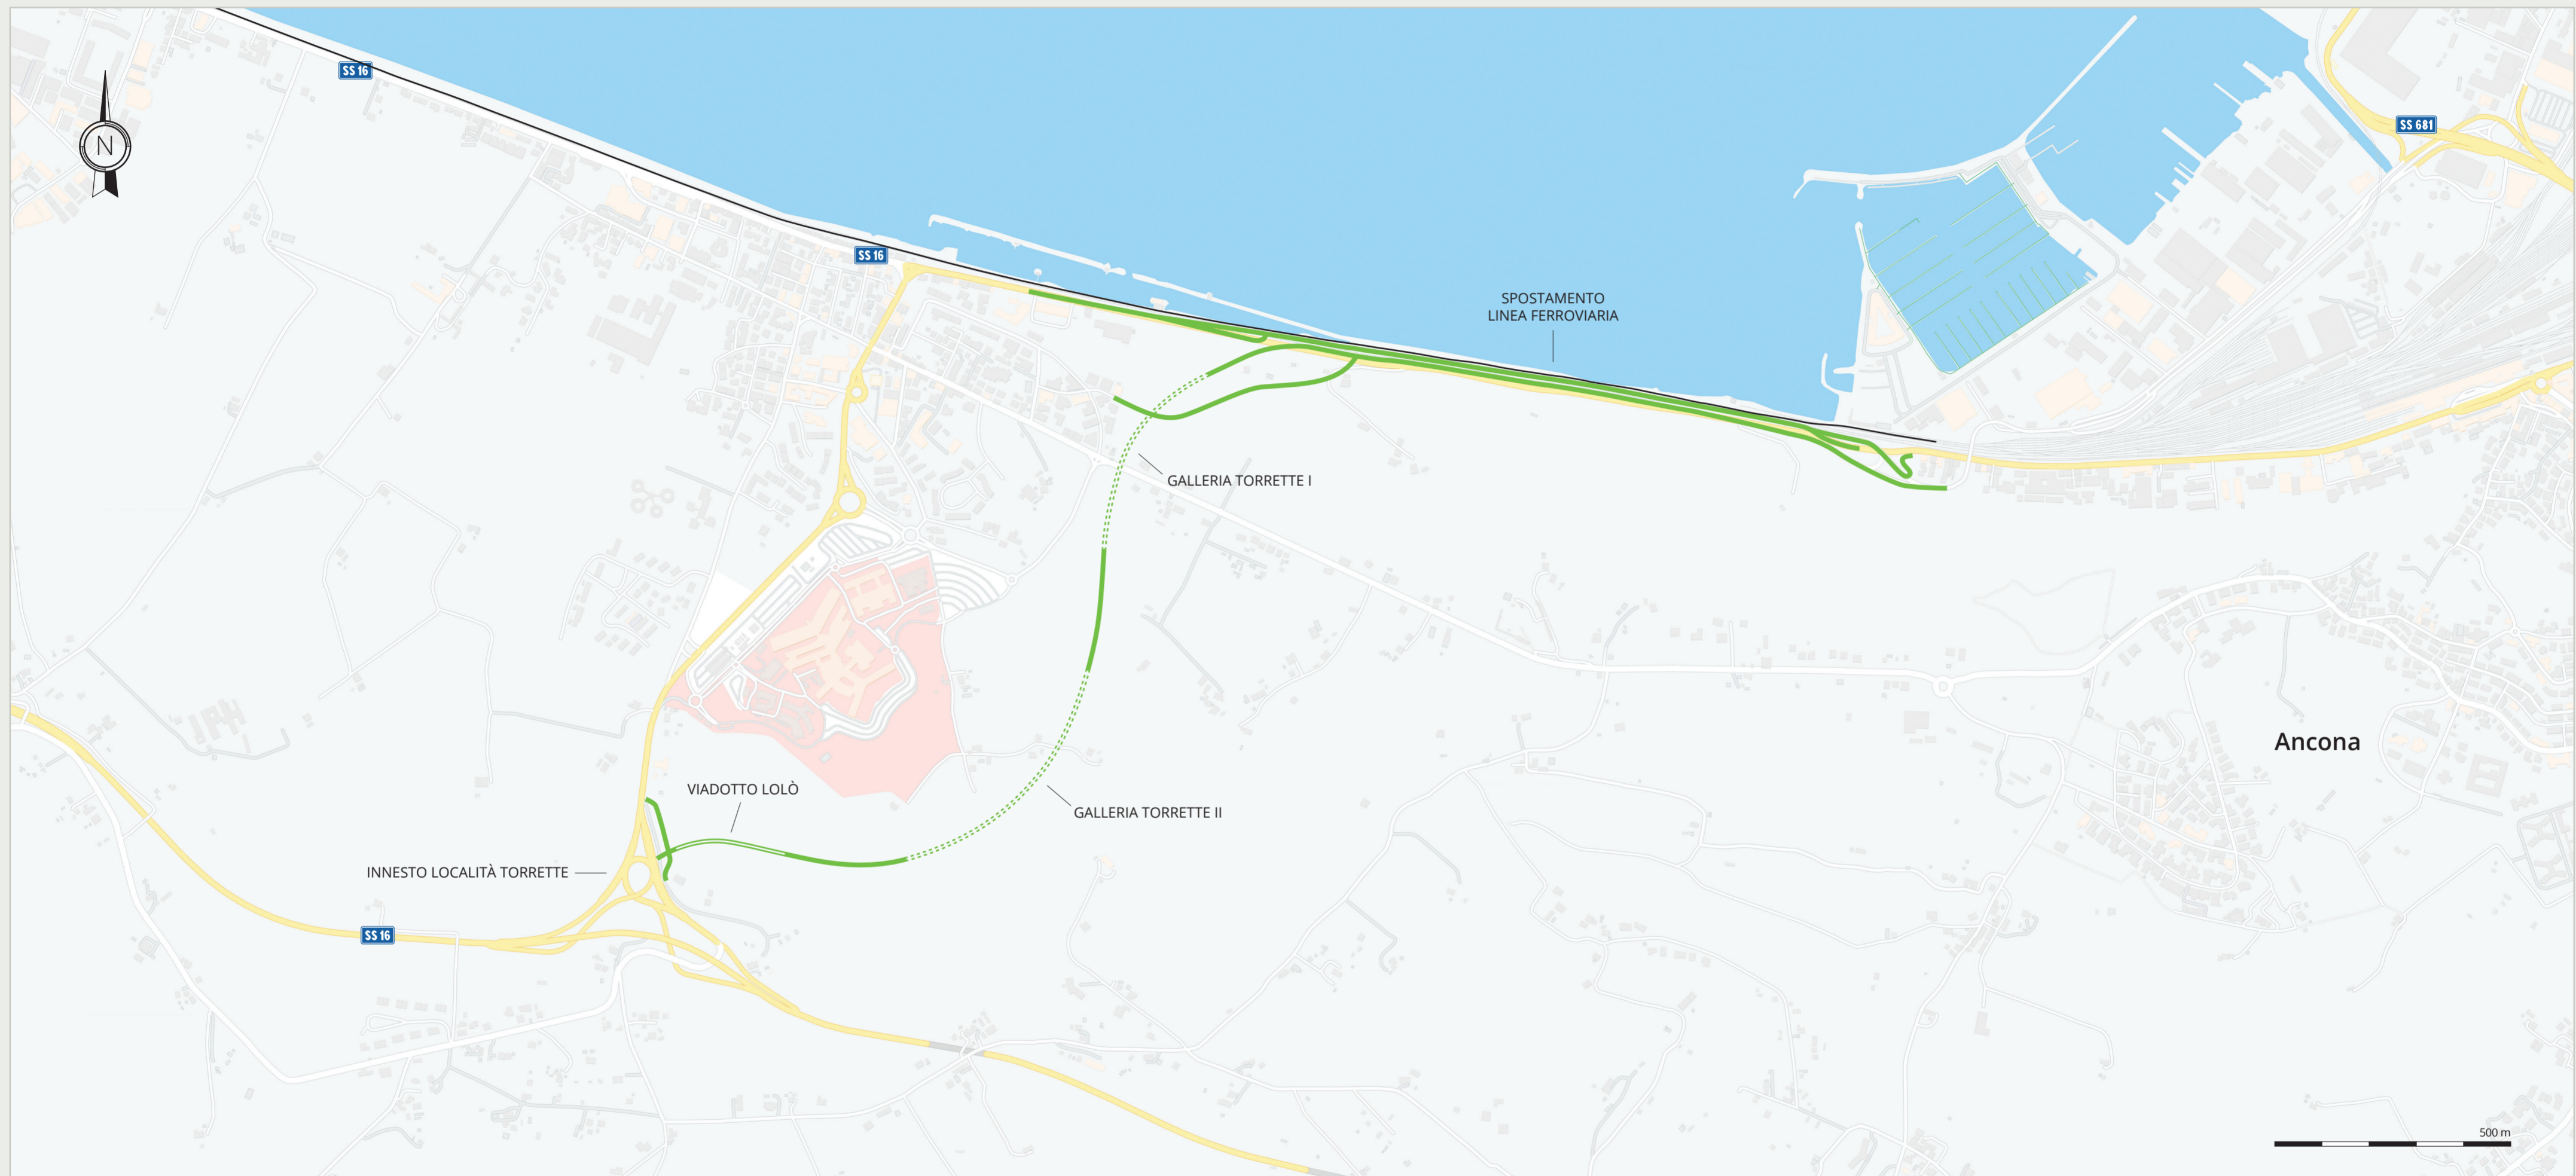 SS 16
N
SS 681
SS 16
SPOSTAMENTO
LINEA FERROVIARIA
GALLERIA TORRETTE I
Ancona
VIADOTTO LOLÒ
GALLERIA TORRETTE II
INNESTO LOCALITÀ TORRETTE
SS 16
500 m